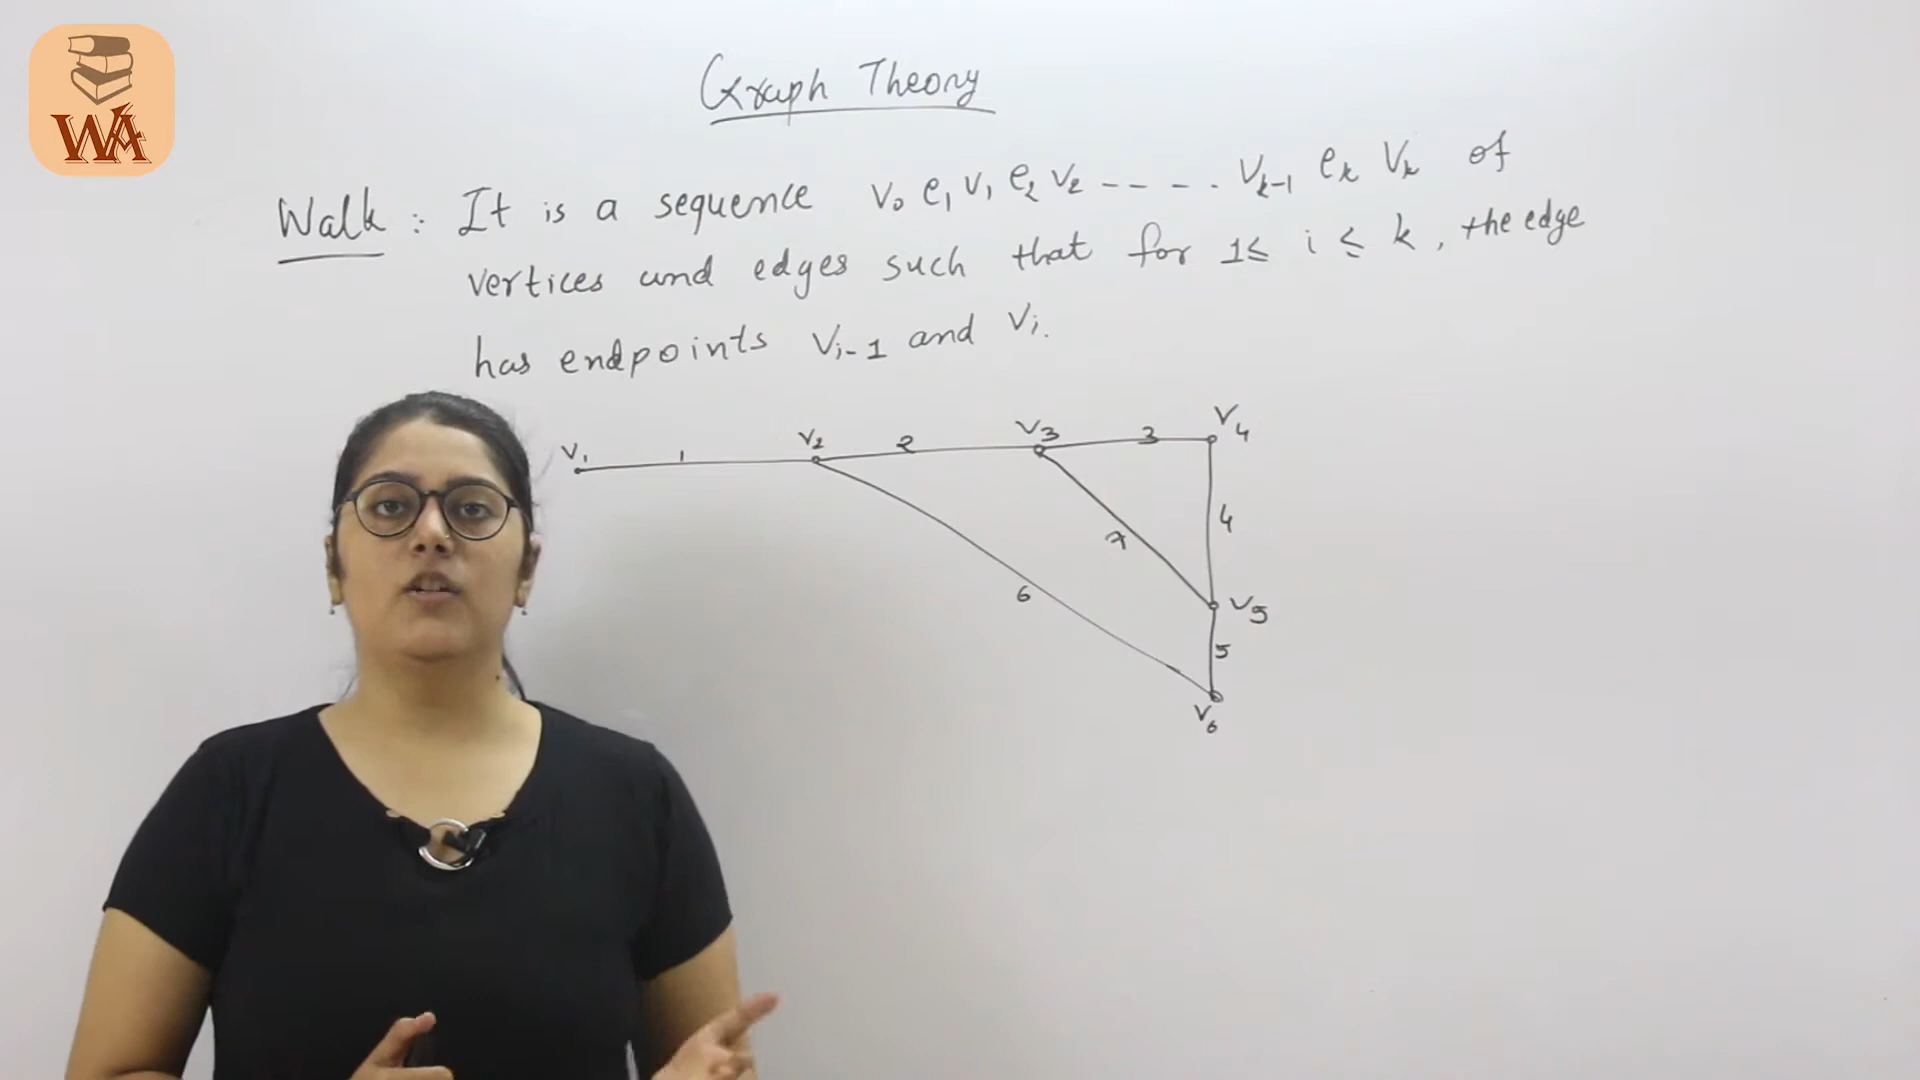 WA
Graph Theory
Walk : It is a sequence v₀ e₁ v₁ e₂ v₂ ----- . Vₖ₋₁ eₖ Vₖ of
vertices and edges such that for 1≤ i ≤ k, the edge
has endpoints Vᵢ₋₁ and Vᵢ.
V₁ 1 V₂ 2 V₃ 3 V₄
4
7
6 V₅
5
V₆